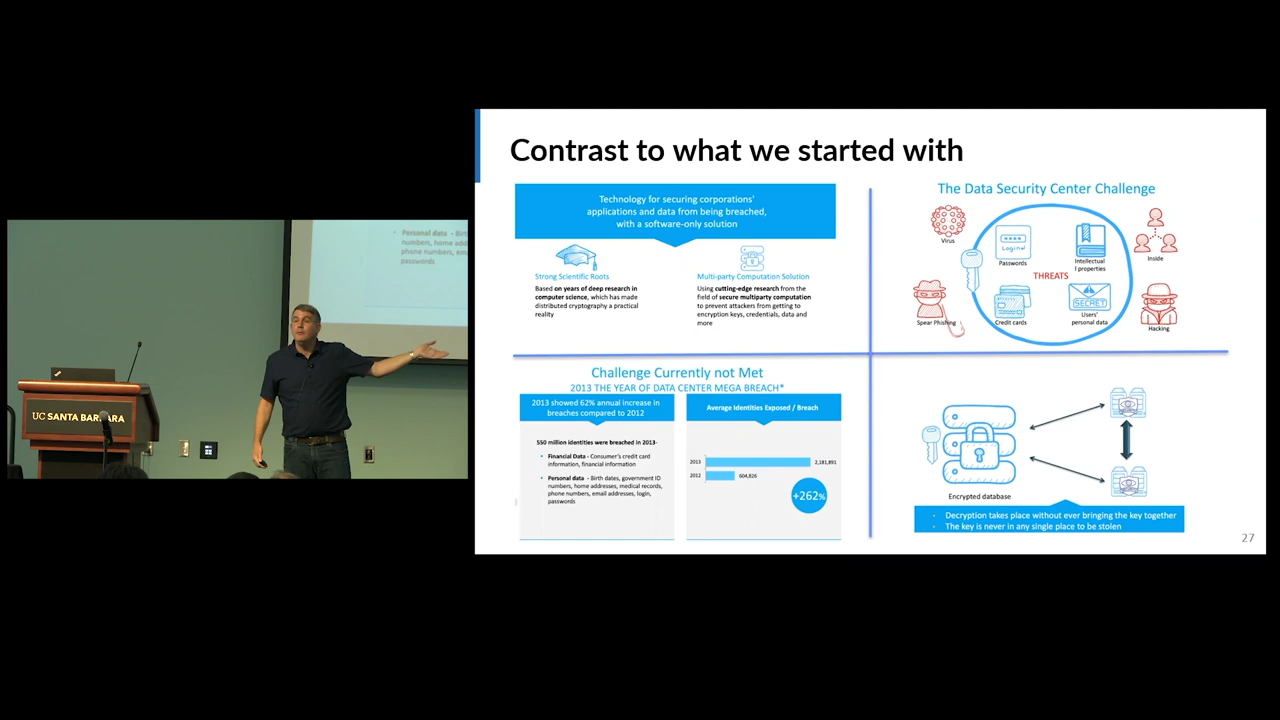 Personal data - Birt
numbers, home add
phone numbers, em
passwords
UC SANTA BARBARA
Contrast to what we started with
Technology for securing corporations'
applications and data from being breached,
with a software-only solution
Strong Scientific Roots
Based on years of deep research in
computer science, which has made
distributed cryptography a practical
reality
Multi-party Computation Solution
Using cutting-edge research from the
field of secure multiparty computation
to prevent attackers from getting to
encryption keys, credentials, data and
more
The Data Security Center Challenge
Virus
Login
Passwords
Intellectua
l properties
Inside
THREATS
Spear Phishing
Credit cards
SECRET
Users'
personal data
Hacking
Challenge Currently not Met
2013 THE YEAR OF DATA CENTER MEGA BREACH*
2013 showed 62% annual increase in
breaches compared to 2012
550 million identities were breached in 2013-
• Financial Data - Consumer's credit card
information, financial information
• Personal data - Birth dates, government ID
numbers, home addresses, medical records,
phone numbers, email addresses, login,
passwords
Average Identities Exposed / Breach
2013 2,181,891
2012 604,826
+262%
Encrypted database
• Decryption takes place without ever bringing the key together
• The key is never in any single place to be stolen
27